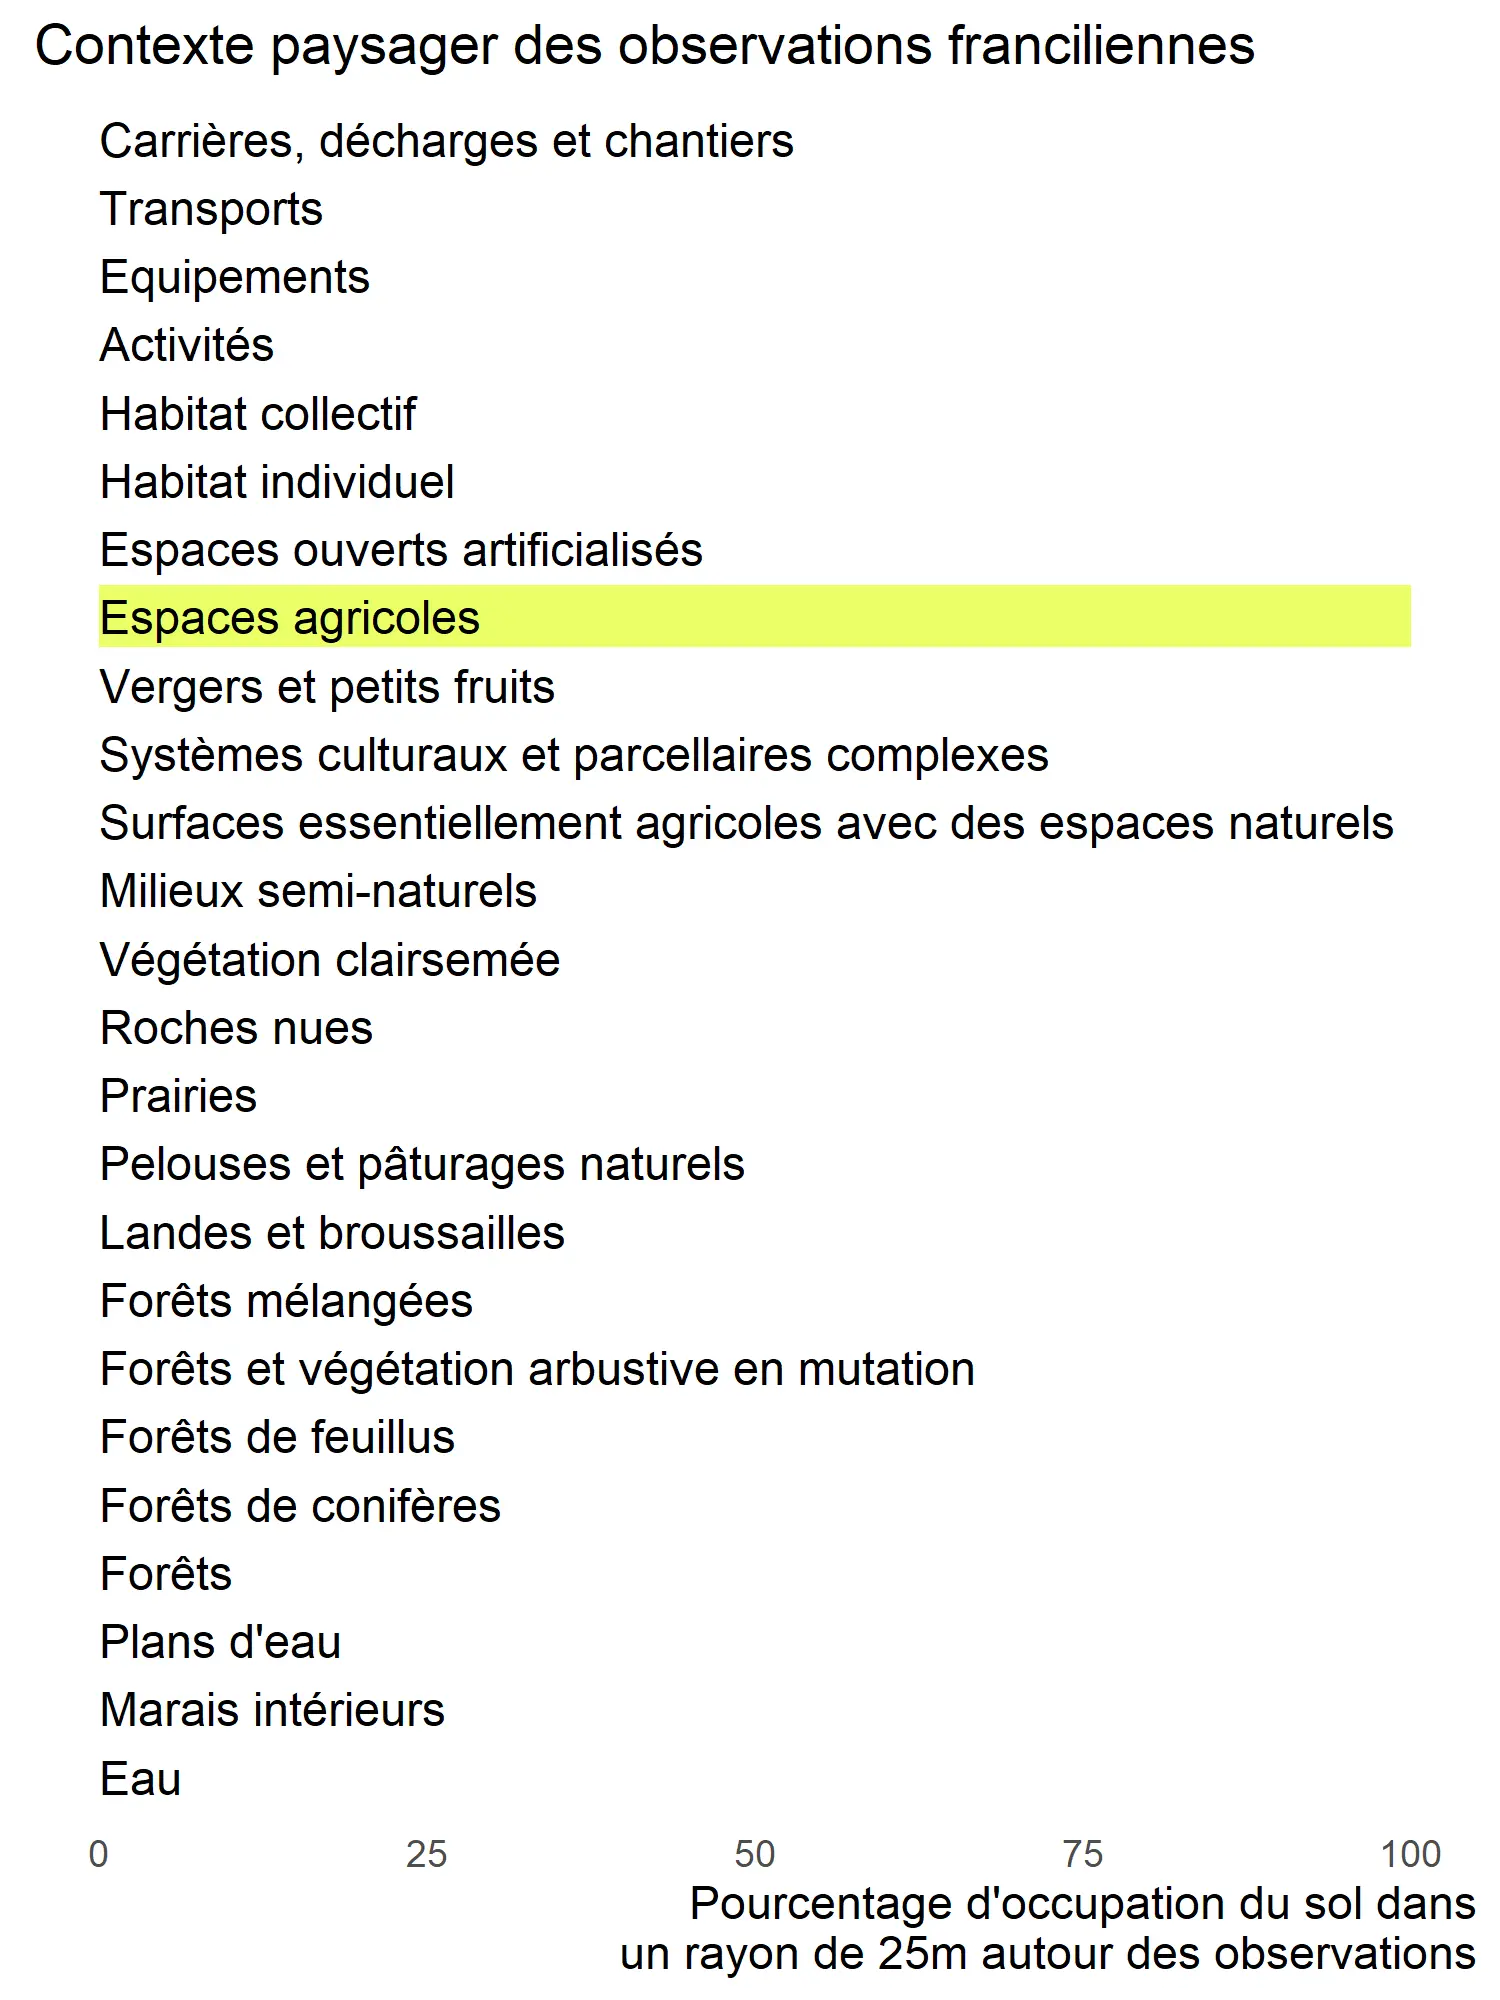 Contexte paysager des observations franciliennes
Carrières, décharges et chantiers
Transports
Equipements
Activités
Habitat collectif
Habitat individuel
Espaces ouverts artificialisés
Espaces agricoles
Vergers et petits fruits
Systèmes culturaux et parcellaires complexes
Surfaces essentiellement agricoles avec des espaces naturels
Milieux semi-naturels
Végétation clairsemée
Roches nues
Prairies
Pelouses et pâturages naturels
Landes et broussailles
Forêts mélangées
Forêts et végétation arbustive en mutation
Forêts de feuillus
Forêts de conifères
Forêts
Plans d'eau
Marais intérieurs
Eau
0 25 50 75 100
Pourcentage d'occupation du sol dans
un rayon de 25m autour des observations